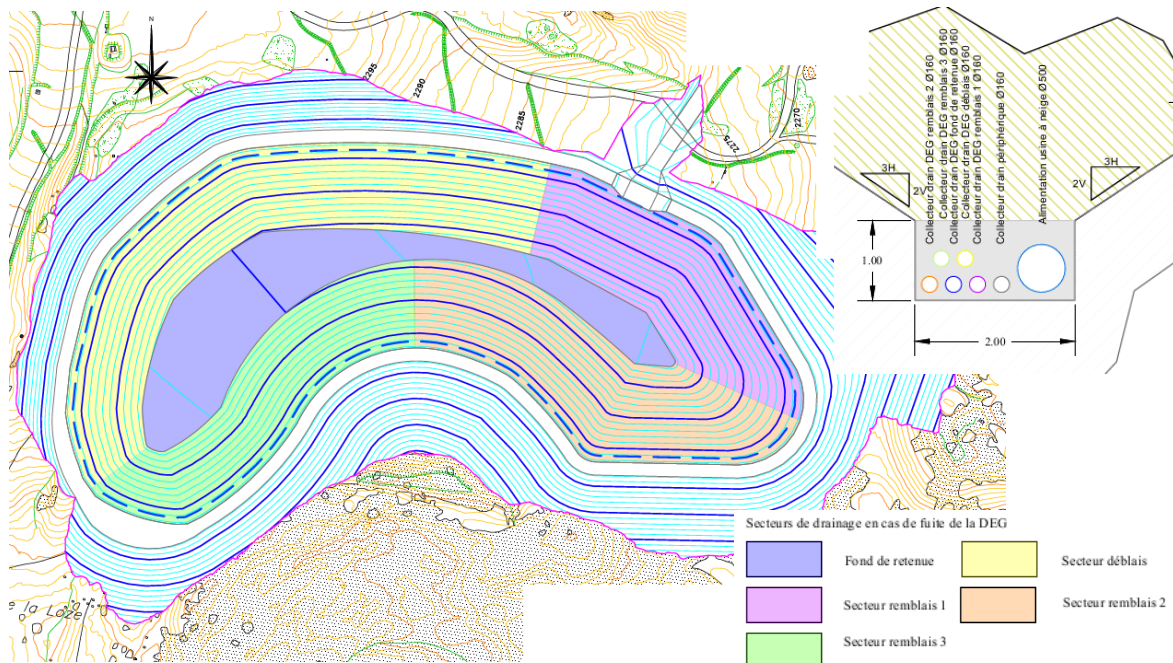 N
2295
2290
2285
2275
2270
Collecteur drain DEG remblais 2 Ø160
Collecteur drain DEG remblais 3 Ø160
Collecteur drain DEG fond de retenue Ø160
Collecteur drain DEG déblais Ø160
Collecteur drain DEG remblais 1 Ø160
Collecteur drain périphérique Ø160
Alimentation usine à neige Ø500
3H
2V
3H
2V
1.00
2.00
Secteurs de drainage en cas de fuite de la DEG
Fond de retenue
Secteur déblais
Secteur remblais 1
Secteur remblais 2
Secteur remblais 3
e la Loze